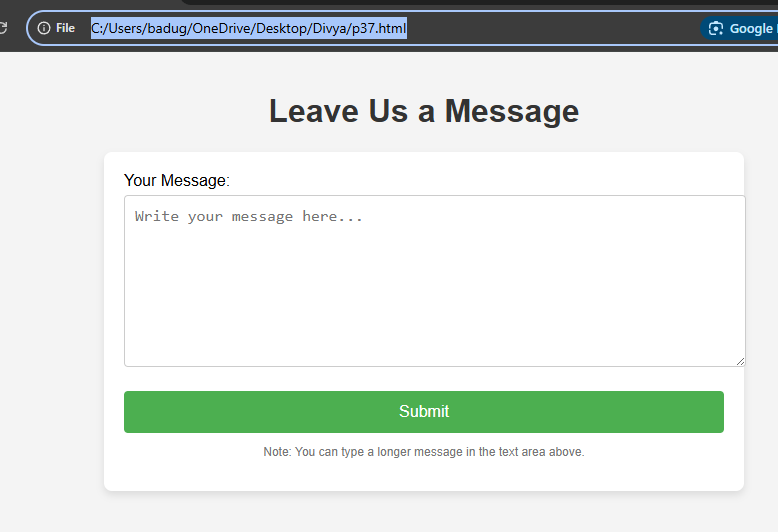 File C:/Users/badug/OneDrive/Desktop/Divya/p37.html Google
Leave Us a Message
Your Message:
Write your message here...
Submit
Note: You can type a longer message in the text area above.